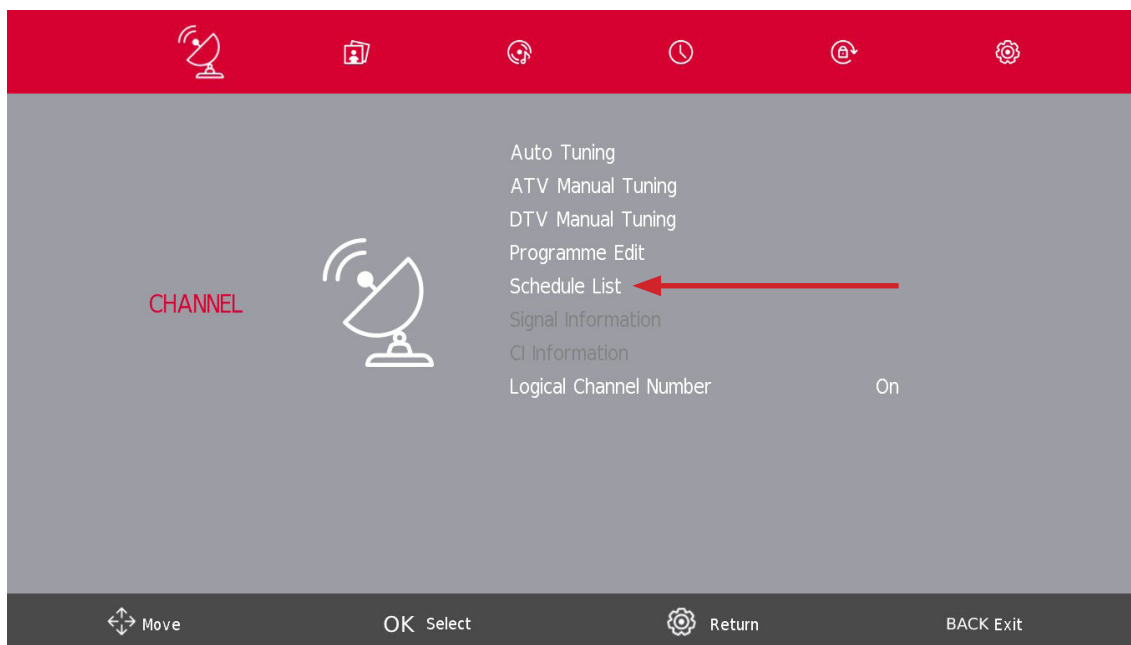 CHANNEL
Auto Tuning
ATV Manual Tuning
DTV Manual Tuning
Programme Edit
Schedule List
Signal Information
CI Information
Logical Channel Number On
Move OK Select Return BACK Exit